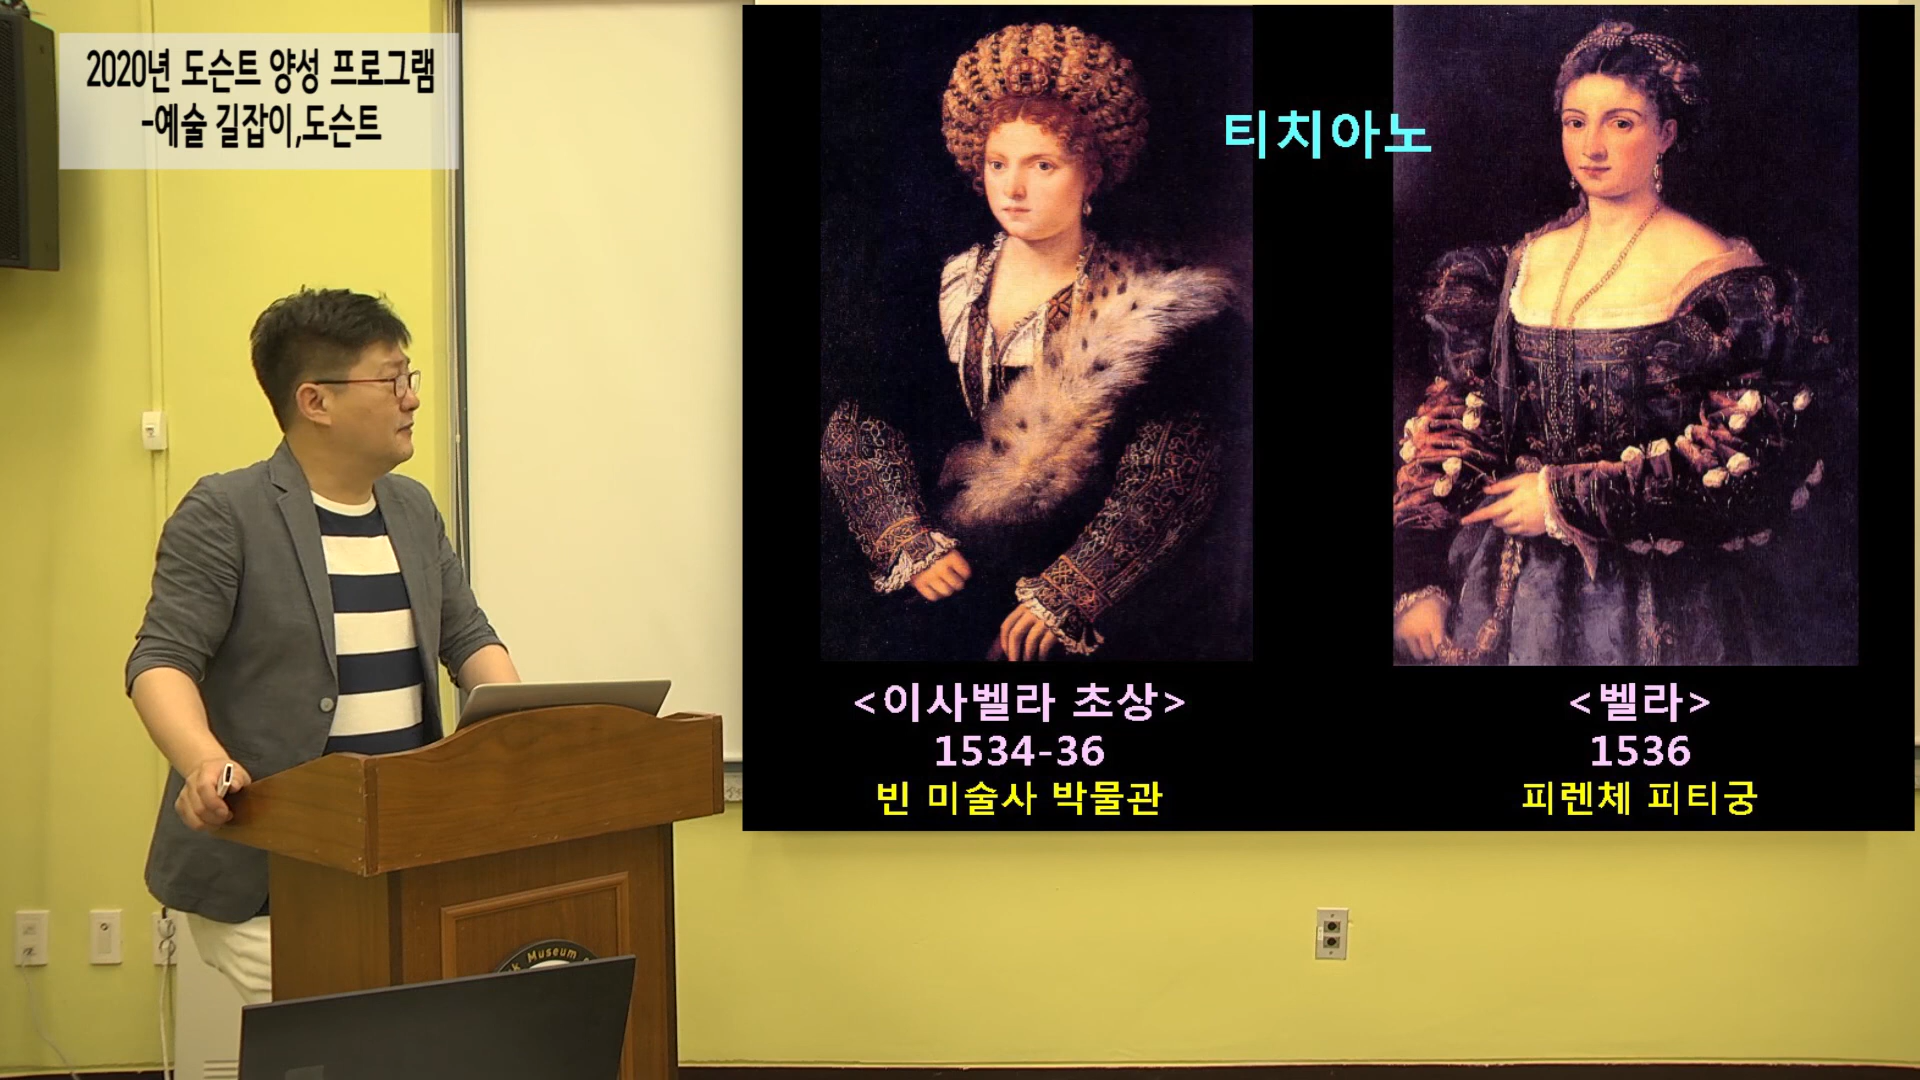 2020년 도슨트 양성 프로그램
-예술 길잡이,도슨트
티치아노
<이사벨라 초상>
1534-36
빈 미술사 박물관
<벨라>
1536
피렌체 피티궁
Museum